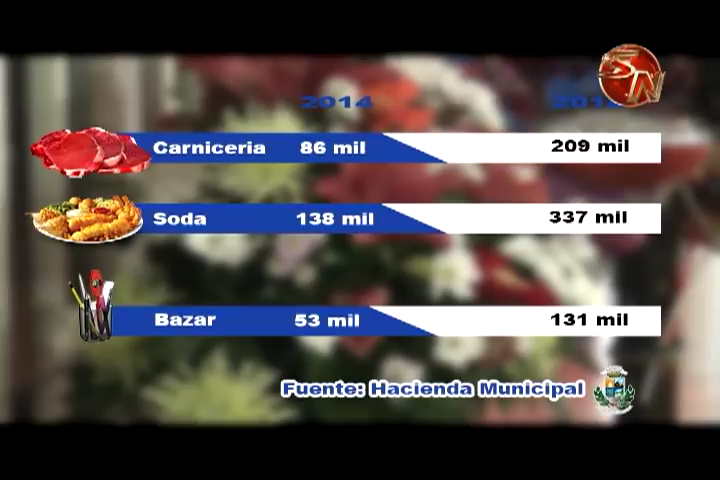 SN
2014
Carniceria 86 mil 209 mil
Soda 138 mil 337 mil
Bazar 53 mil 131 mil
Fuente: Hacienda Municipal